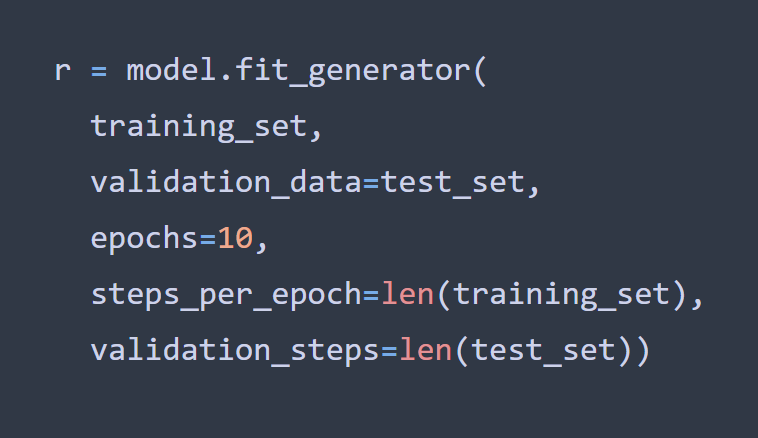 r = model.fit_generator(
  training_set,
  validation_data=test_set,
  epochs=10,
  steps_per_epoch=len(training_set),
  validation_steps=len(test_set))